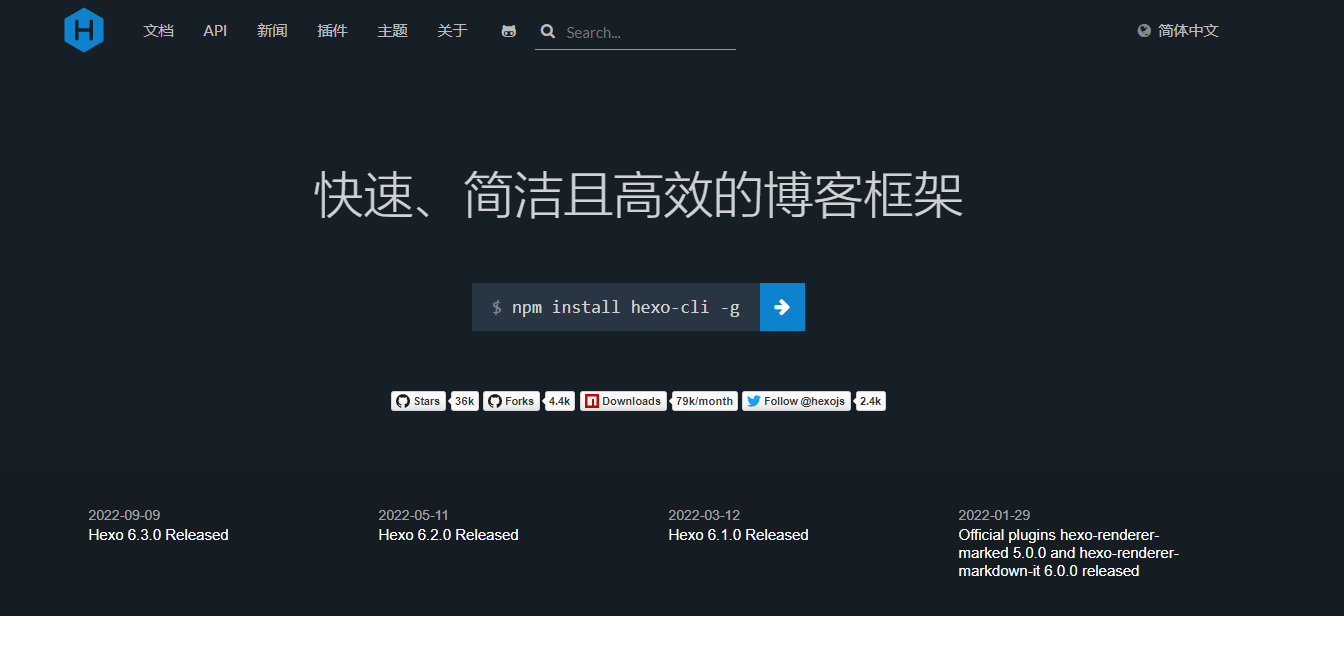 H 文档 API 新闻 插件 主题 关于 Search... 简体中文
快速、简洁且高效的博客框架
$ npm install hexo-cli -g
Stars 36k Forks 4.4k Downloads 79k/month Follow @hexojs 2.4k
2022-09-09
Hexo 6.3.0 Released
2022-05-11
Hexo 6.2.0 Released
2022-03-12
Hexo 6.1.0 Released
2022-01-29
Official plugins hexo-renderer-
marked 5.0.0 and hexo-renderer-
markdown-it 6.0.0 released